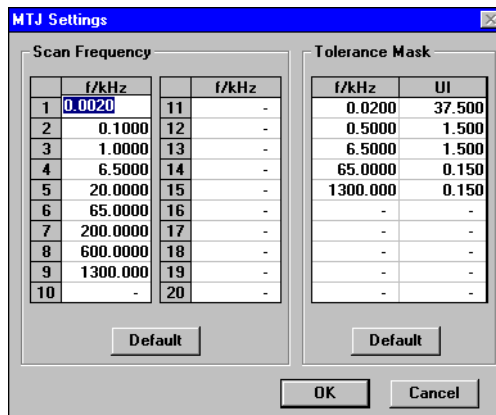 MTJ Settings
Scan Frequency
f/kHz f/kHz
1 0.0020 11 -
2 0.1000 12 -
3 1.0000 13 -
4 6.5000 14 -
5 20.0000 15 -
6 65.0000 16 -
7 200.0000 17 -
8 600.0000 18 -
9 1300.000 19 -
10 - 20 -
Default
Tolerance Mask
f/kHz UI
0.0200 37.500
0.5000 1.500
6.5000 1.500
65.0000 0.150
1300.000 0.150
- -
- -
- -
- -
- -
Default
OK Cancel